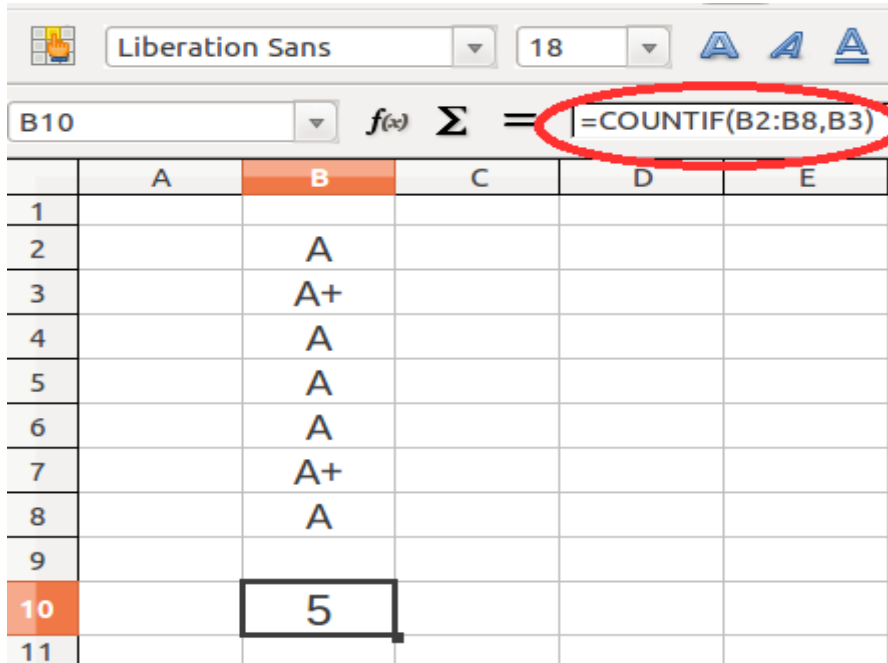 Liberation Sans 18 A A A
B10 f(x) Σ = =COUNTIF(B2:B8,B3)
A B C D E
1
2 A
3 A+
4 A
5 A
6 A
7 A+
8 A
9
10 5
11